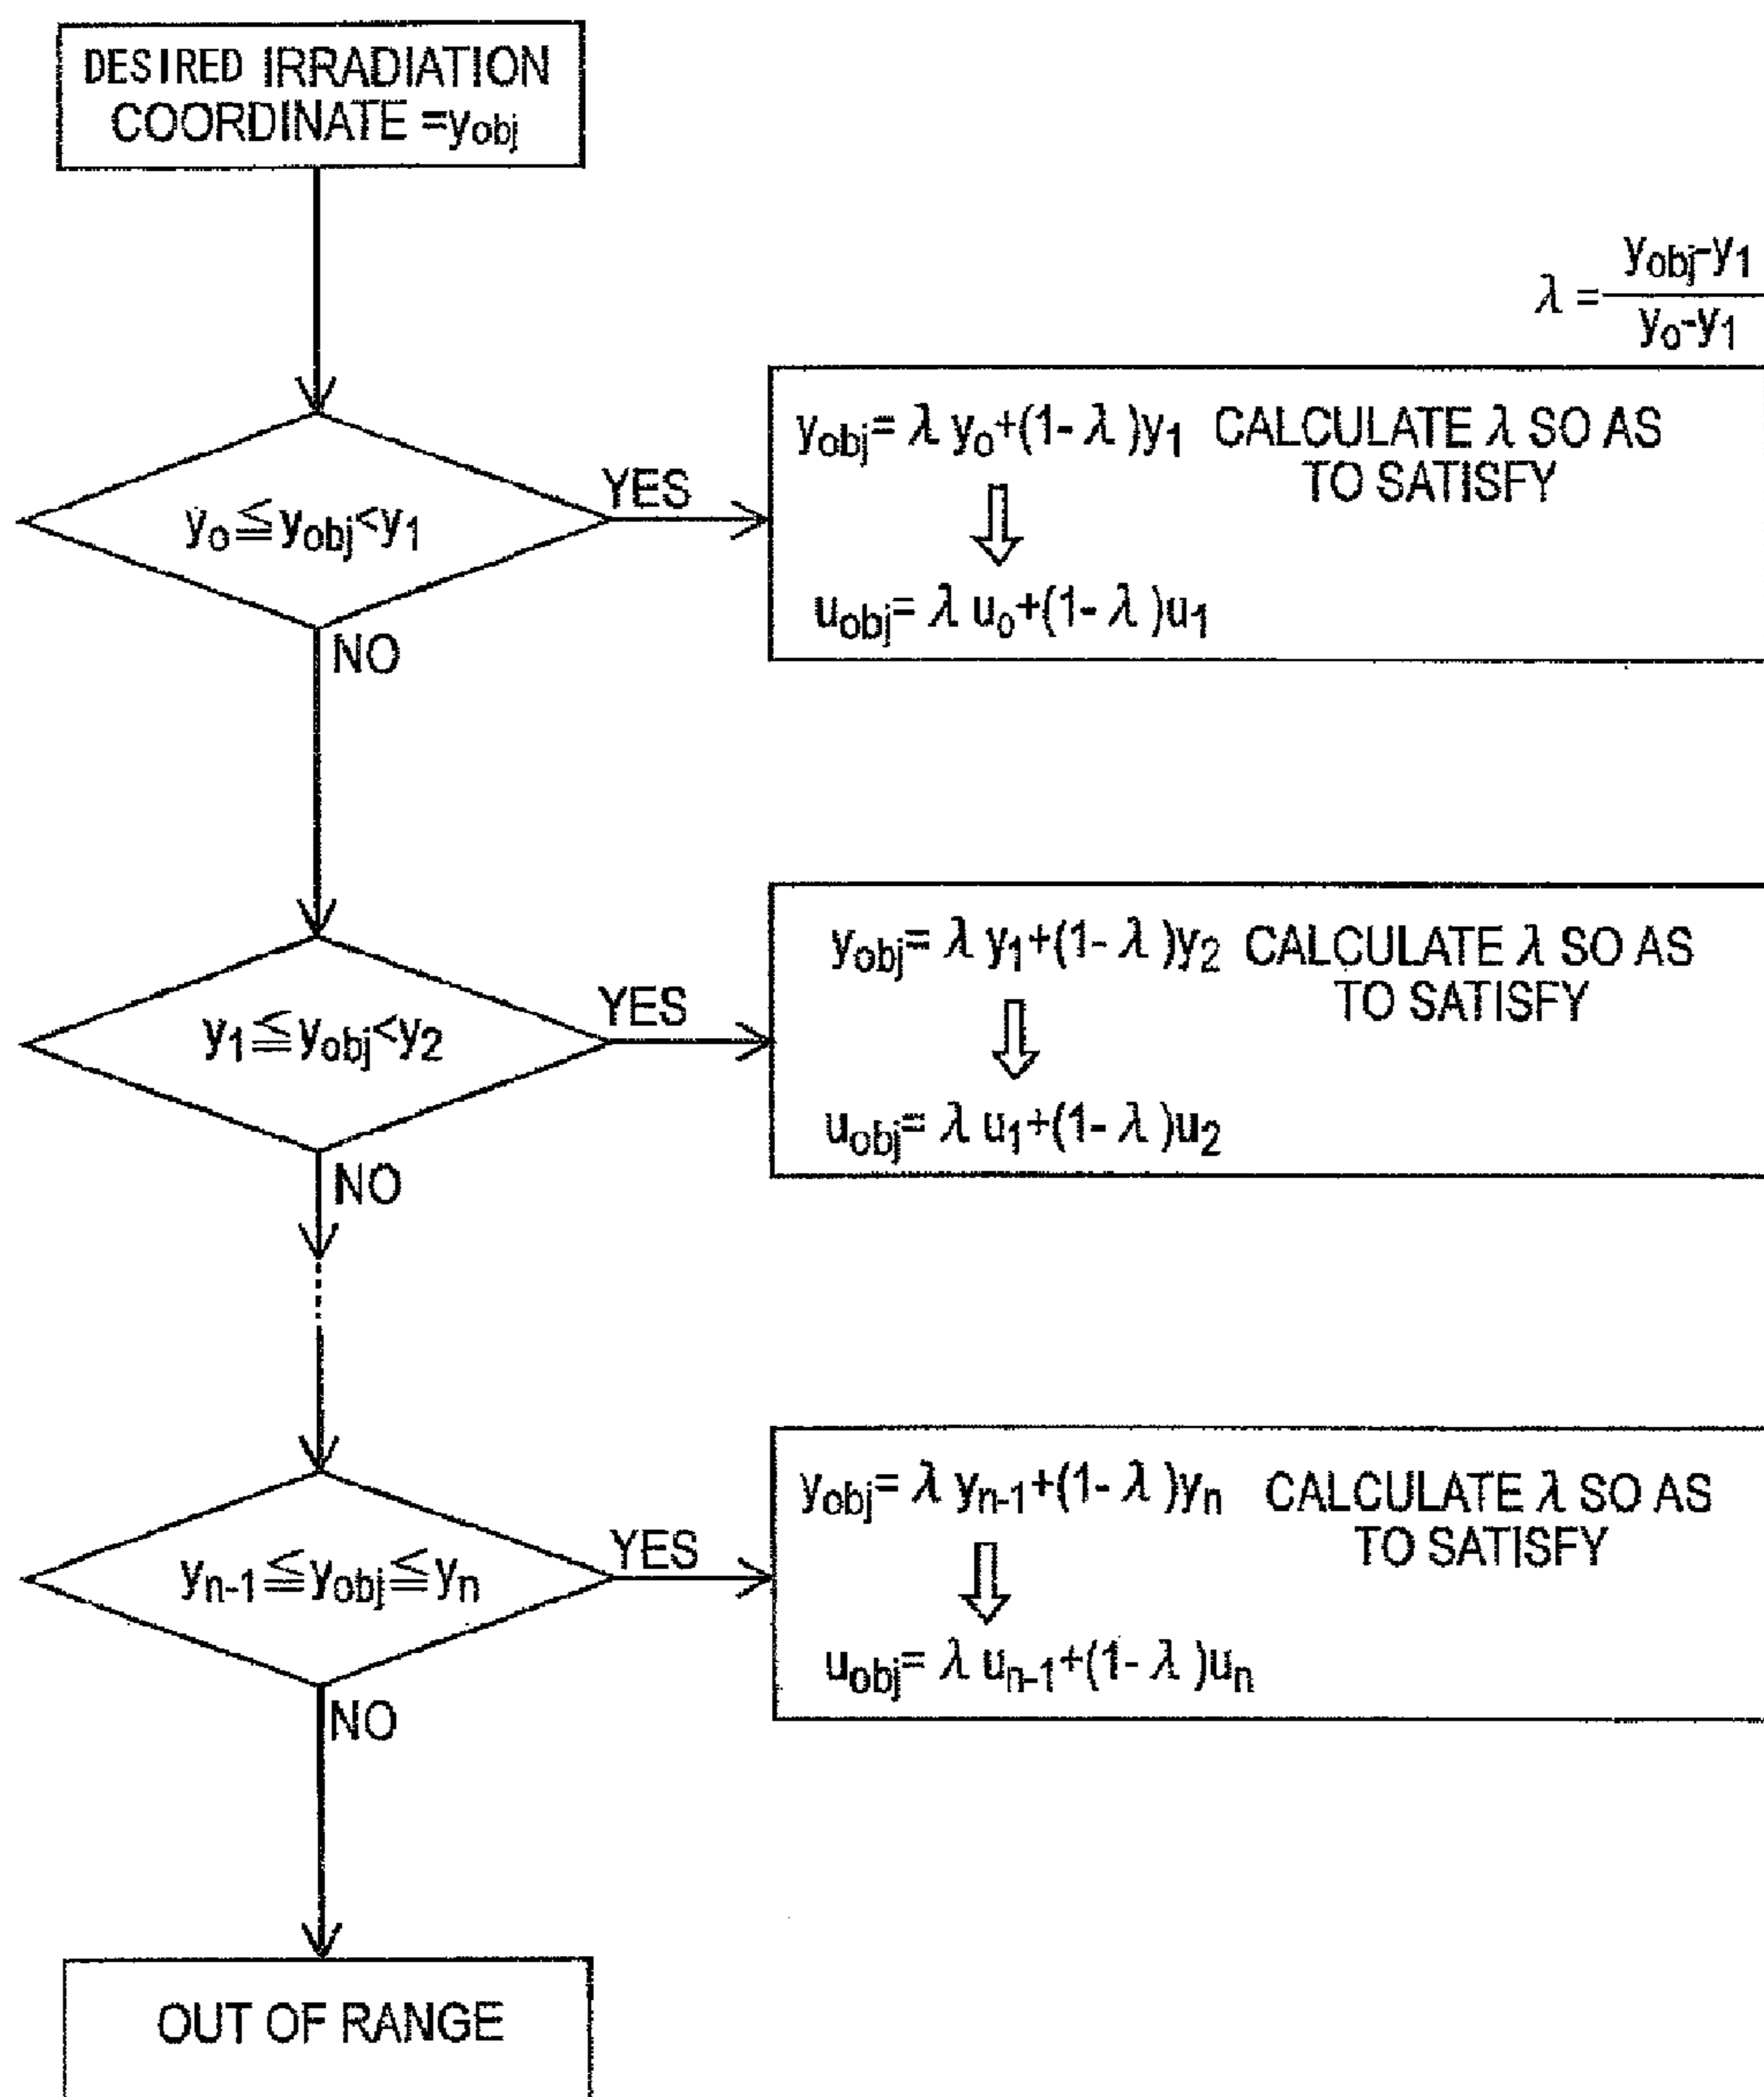 DESIRED IRRADIATION
COORDINATE =yobj
λ = yobj-y1
yo-y1
yo≦yobj<y1
YES
yobj= λ yo+(1- λ )y1 CALCULATE λ SO AS
TO SATISFY
⇩
uobj= λ uo+(1- λ )u1
NO
y1≦yobj<y2
YES
yobj= λ y1+(1- λ )y2 CALCULATE λ SO AS
TO SATISFY
⇩
uobj= λ u1+(1- λ )u2
NO
yn-1≦yobj≦yn
YES
yobj= λ yn-1+(1- λ )yn CALCULATE λ SO AS
TO SATISFY
⇩
uobj= λ un-1+(1- λ )un
NO
OUT OF RANGE